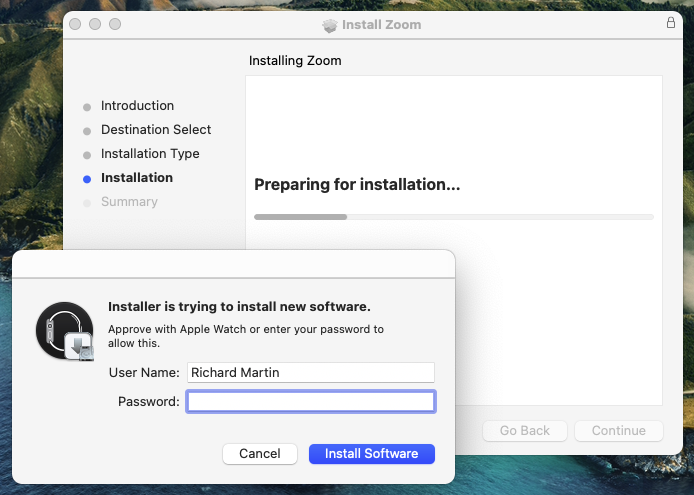 Install Zoom
Installing Zoom
Introduction
Destination Select
Installation Type
Installation
Summary
Preparing for installation...
Installer is trying to install new software.
Approve with Apple Watch or enter your password to
allow this.
User Name: Richard Martin
Password:
Cancel Install Software
Go Back Continue